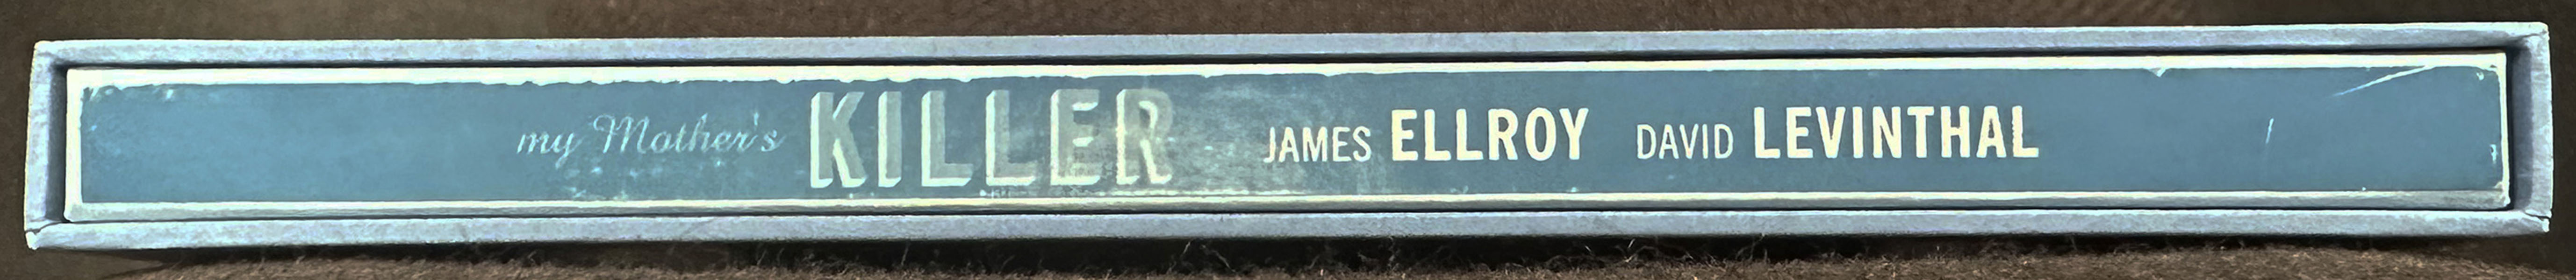 my Mother's KILLER JAMES ELLROY DAVID LEVINTHAL